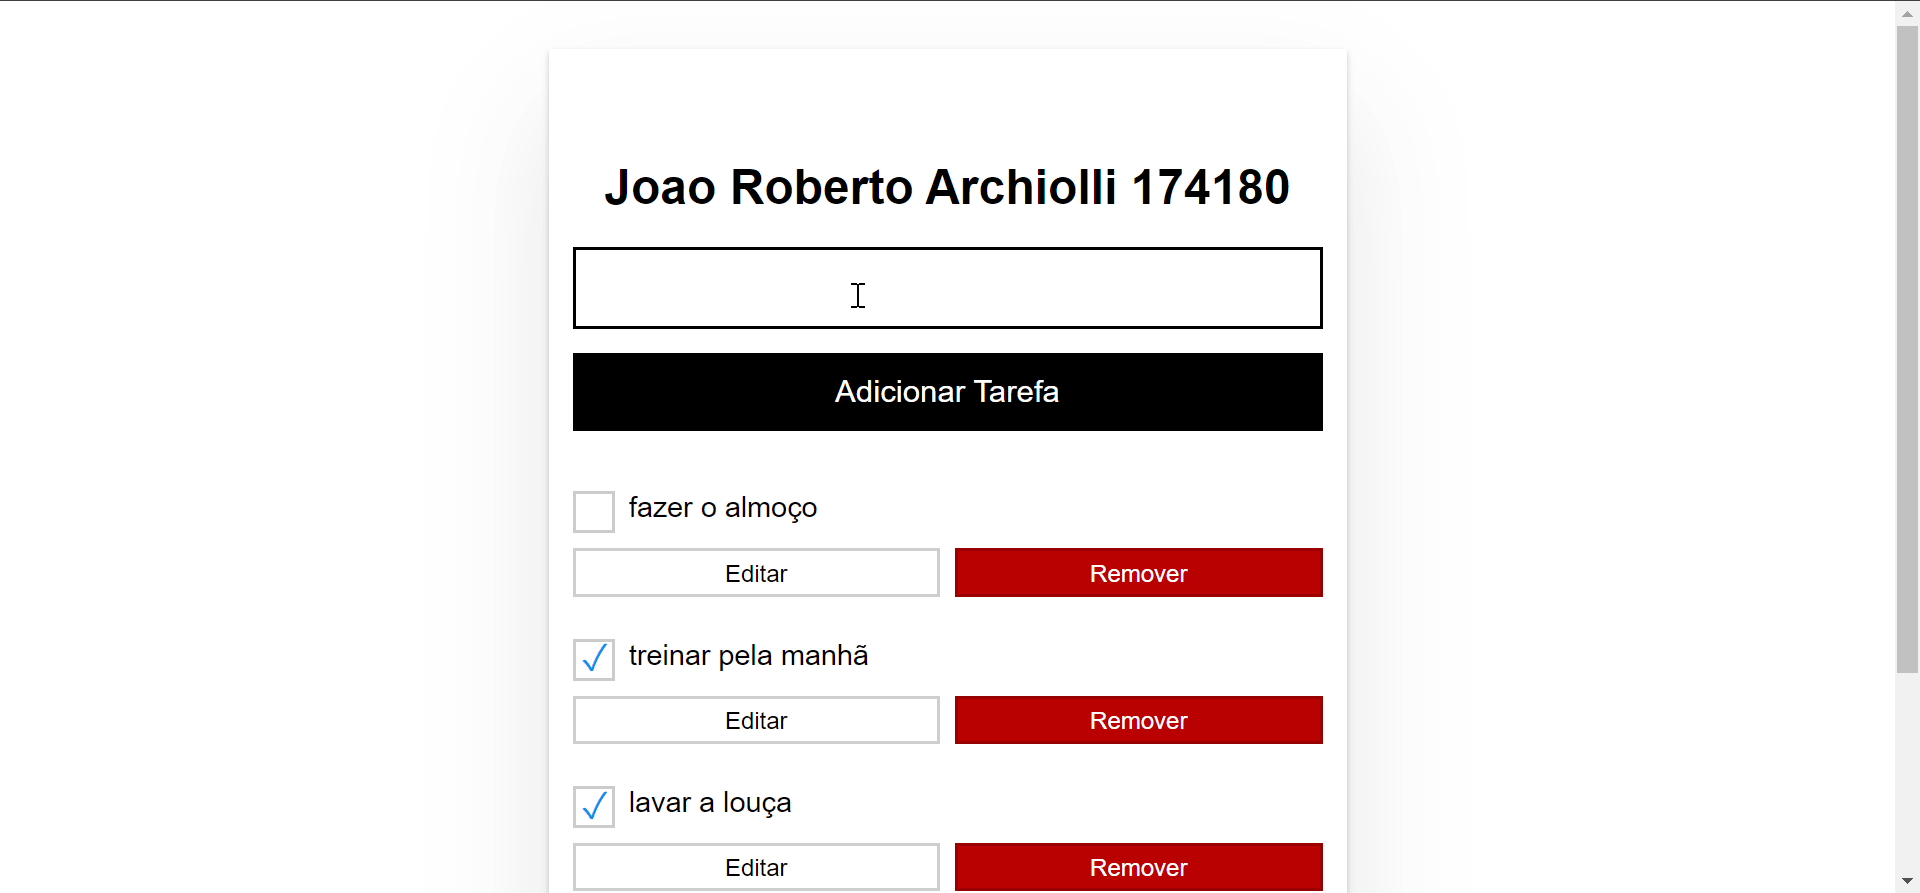 Joao Roberto Archiolli 174180
Adicionar Tarefa
fazer o almoço
Editar Remover
treinar pela manhã
Editar Remover
lavar a louça
Editar Remover